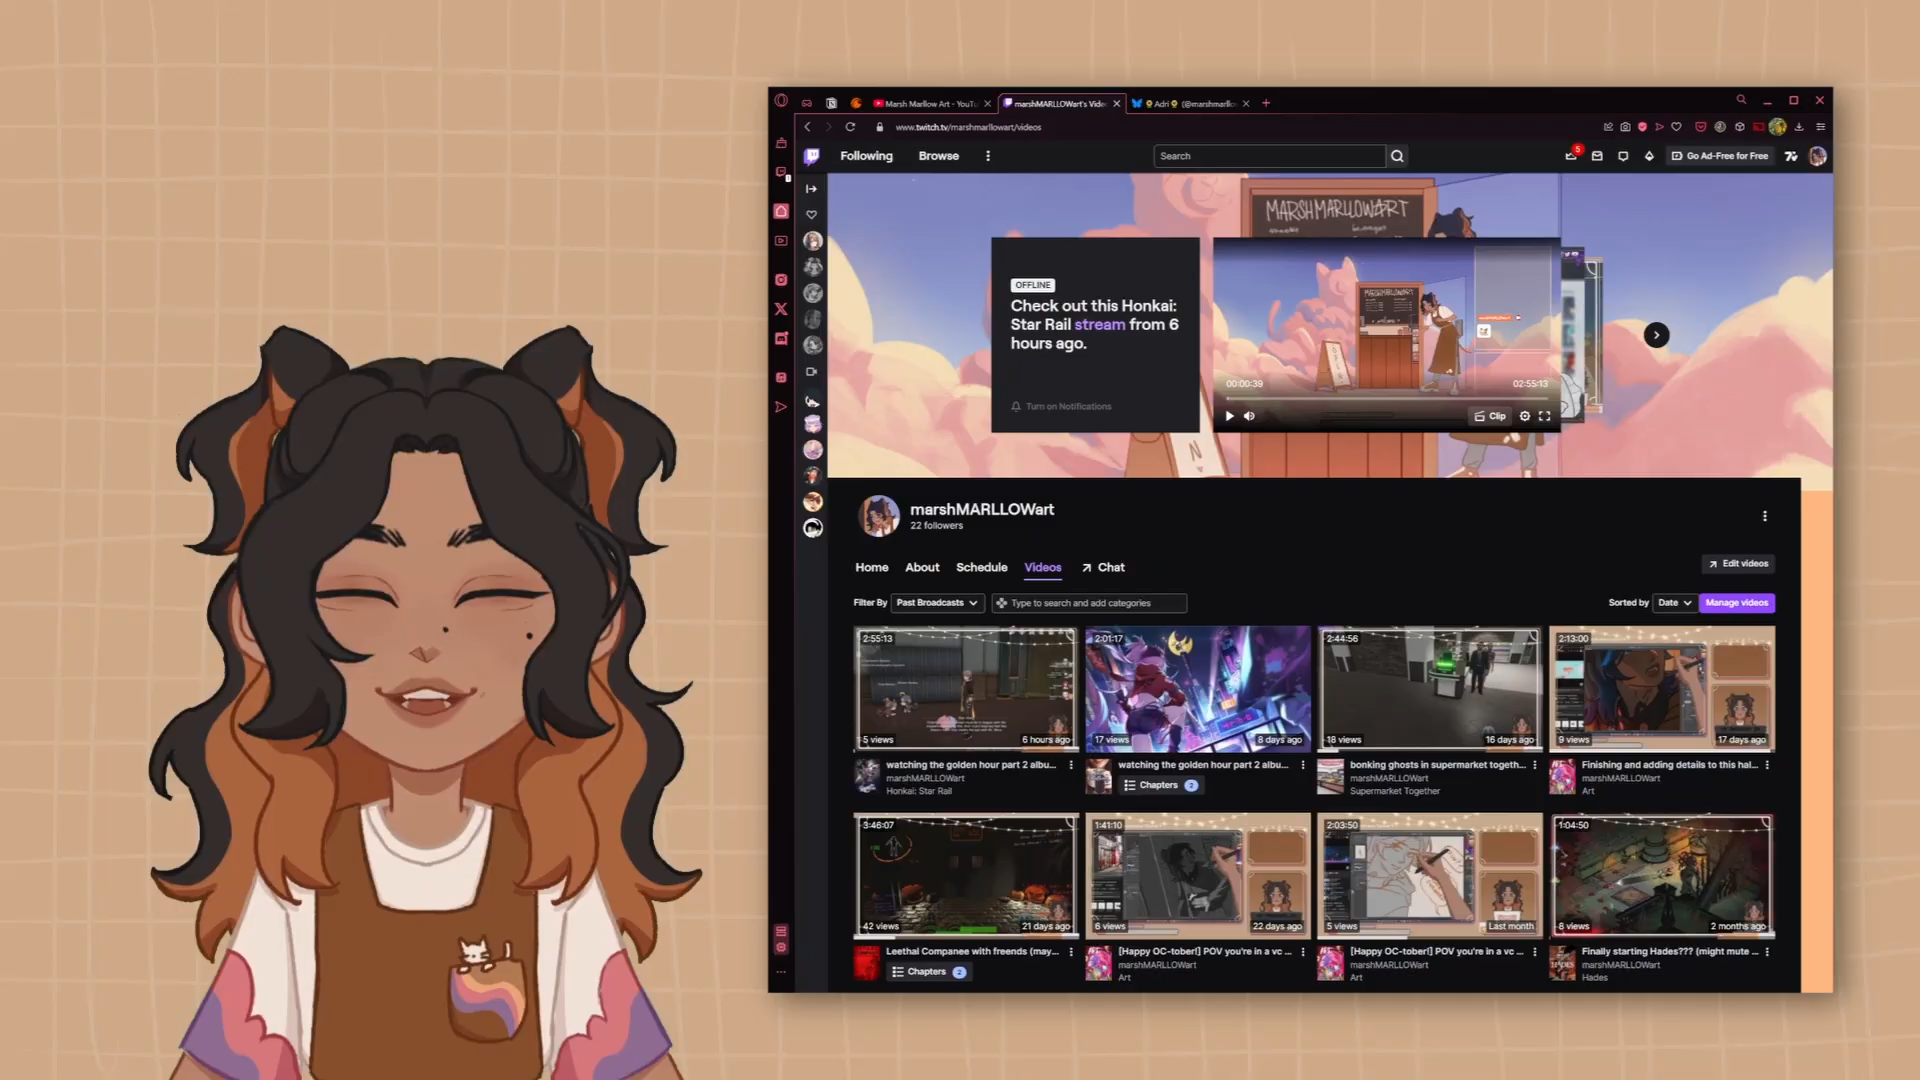 Marsh Marllow Art - YouTu
marshMARLLOWart's Vide
Adri (@marshmarllo
www.twitch.tv/marshmarllowart/videos
Following
Browse
Search
5
Go Ad-Free for Free
MARSHMARLLOWART
OFFLINE
Check out this Honkai:
Star Rail stream from 6
hours ago.
Turn on Notifications
00:00:39
02:55:13
Clip
marshMARLLOWart
22 followers
Home
About
Schedule
Videos
Chat
Edit videos
Filter By
Past Broadcasts
Type to search and add categories
Sorted by
Date
Manage videos
2:55:13
5 views
6 hours ago
watching the golden hour part 2 albu...
marshMARLLOWart
Honkai: Star Rail
2:01:17
17 views
8 days ago
watching the golden hour part 2 albu...
Chapters
2
2:44:56
18 views
16 days ago
bonking ghosts in supermarket togeth...
marshMARLLOWart
Supermarket Together
2:13:00
9 views
17 days ago
Finishing and adding details to this hal...
marshMARLLOWart
Art
3:46:07
42 views
21 days ago
Leethal Companee with freends (may...
Chapters
2
1:41:10
6 views
22 days ago
[Happy OC-tober!] POV you're in a vc ...
marshMARLLOWart
Art
2:03:50
5 views
Last month
[Happy OC-tober!] POV you're in a vc ...
marshMARLLOWart
Art
1:04:50
8 views
2 months ago
Finally starting Hades??? (might mute ...
marshMARLLOWart
Hades